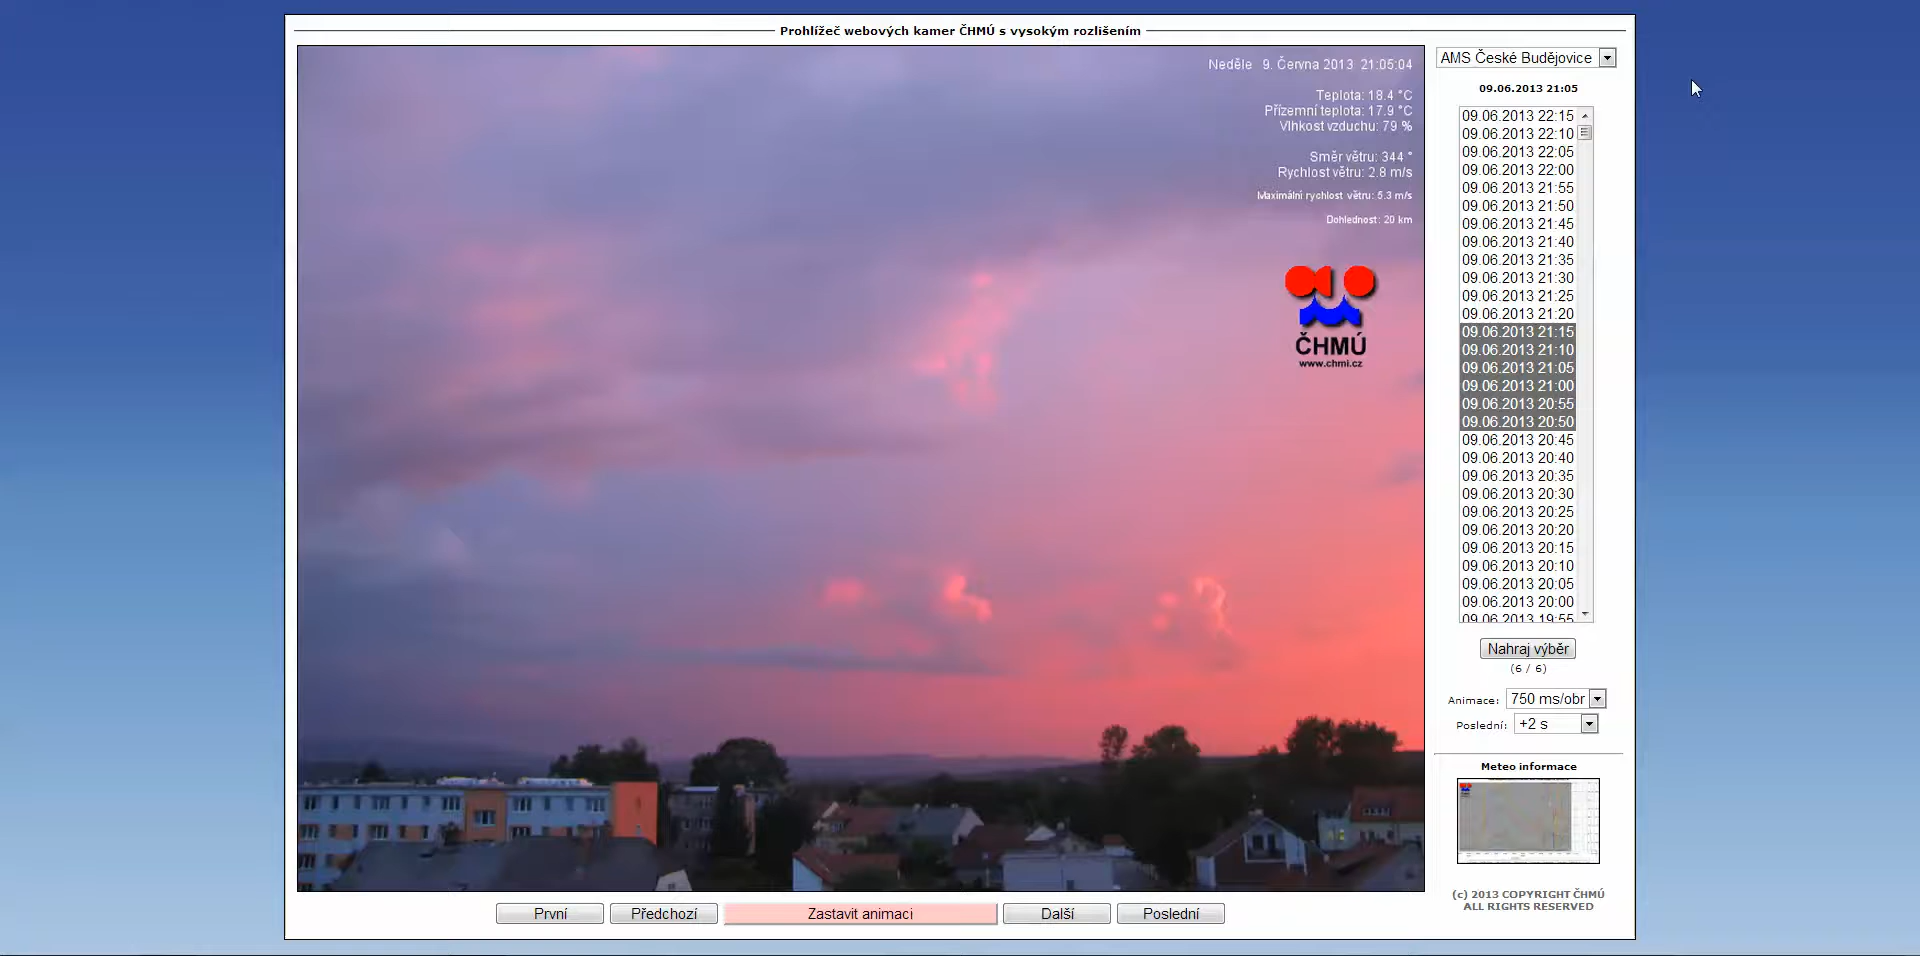 Prohlížeč webových kamer ČHMÚ s vysokým rozlišením
Neděle 9. Června 2013 21:05:04
Teplota: 18.4 °C
Přízemní teplota: 17.9 °C
Vlhkost vzduchu: 79 %
Směr větru: 344 °
Rychlost větru: 2.8 m/s
Maximální rychlost větru: 5.3 m/s
Dohlednost: 20 km
ČHMÚ
www.chmi.cz
První
Předchozí
Zastavit animaci
Další
Poslední
AMS České Budějovice
09.06.2013 21:05
09.06.2013 22:15
09.06.2013 22:10
09.06.2013 22:05
09.06.2013 22:00
09.06.2013 21:55
09.06.2013 21:50
09.06.2013 21:45
09.06.2013 21:40
09.06.2013 21:35
09.06.2013 21:30
09.06.2013 21:25
09.06.2013 21:20
09.06.2013 21:15
09.06.2013 21:10
09.06.2013 21:05
09.06.2013 21:00
09.06.2013 20:55
09.06.2013 20:50
09.06.2013 20:45
09.06.2013 20:40
09.06.2013 20:35
09.06.2013 20:30
09.06.2013 20:25
09.06.2013 20:20
09.06.2013 20:15
09.06.2013 20:10
09.06.2013 20:05
09.06.2013 20:00
09.06.2013 19:55
Nahraj výběr
(6 / 6)
Animace: 750 ms/obr
Poslední: +2 s
Meteo informace
(c) 2013 COPYRIGHT ČHMÚ
ALL RIGHTS RESERVED